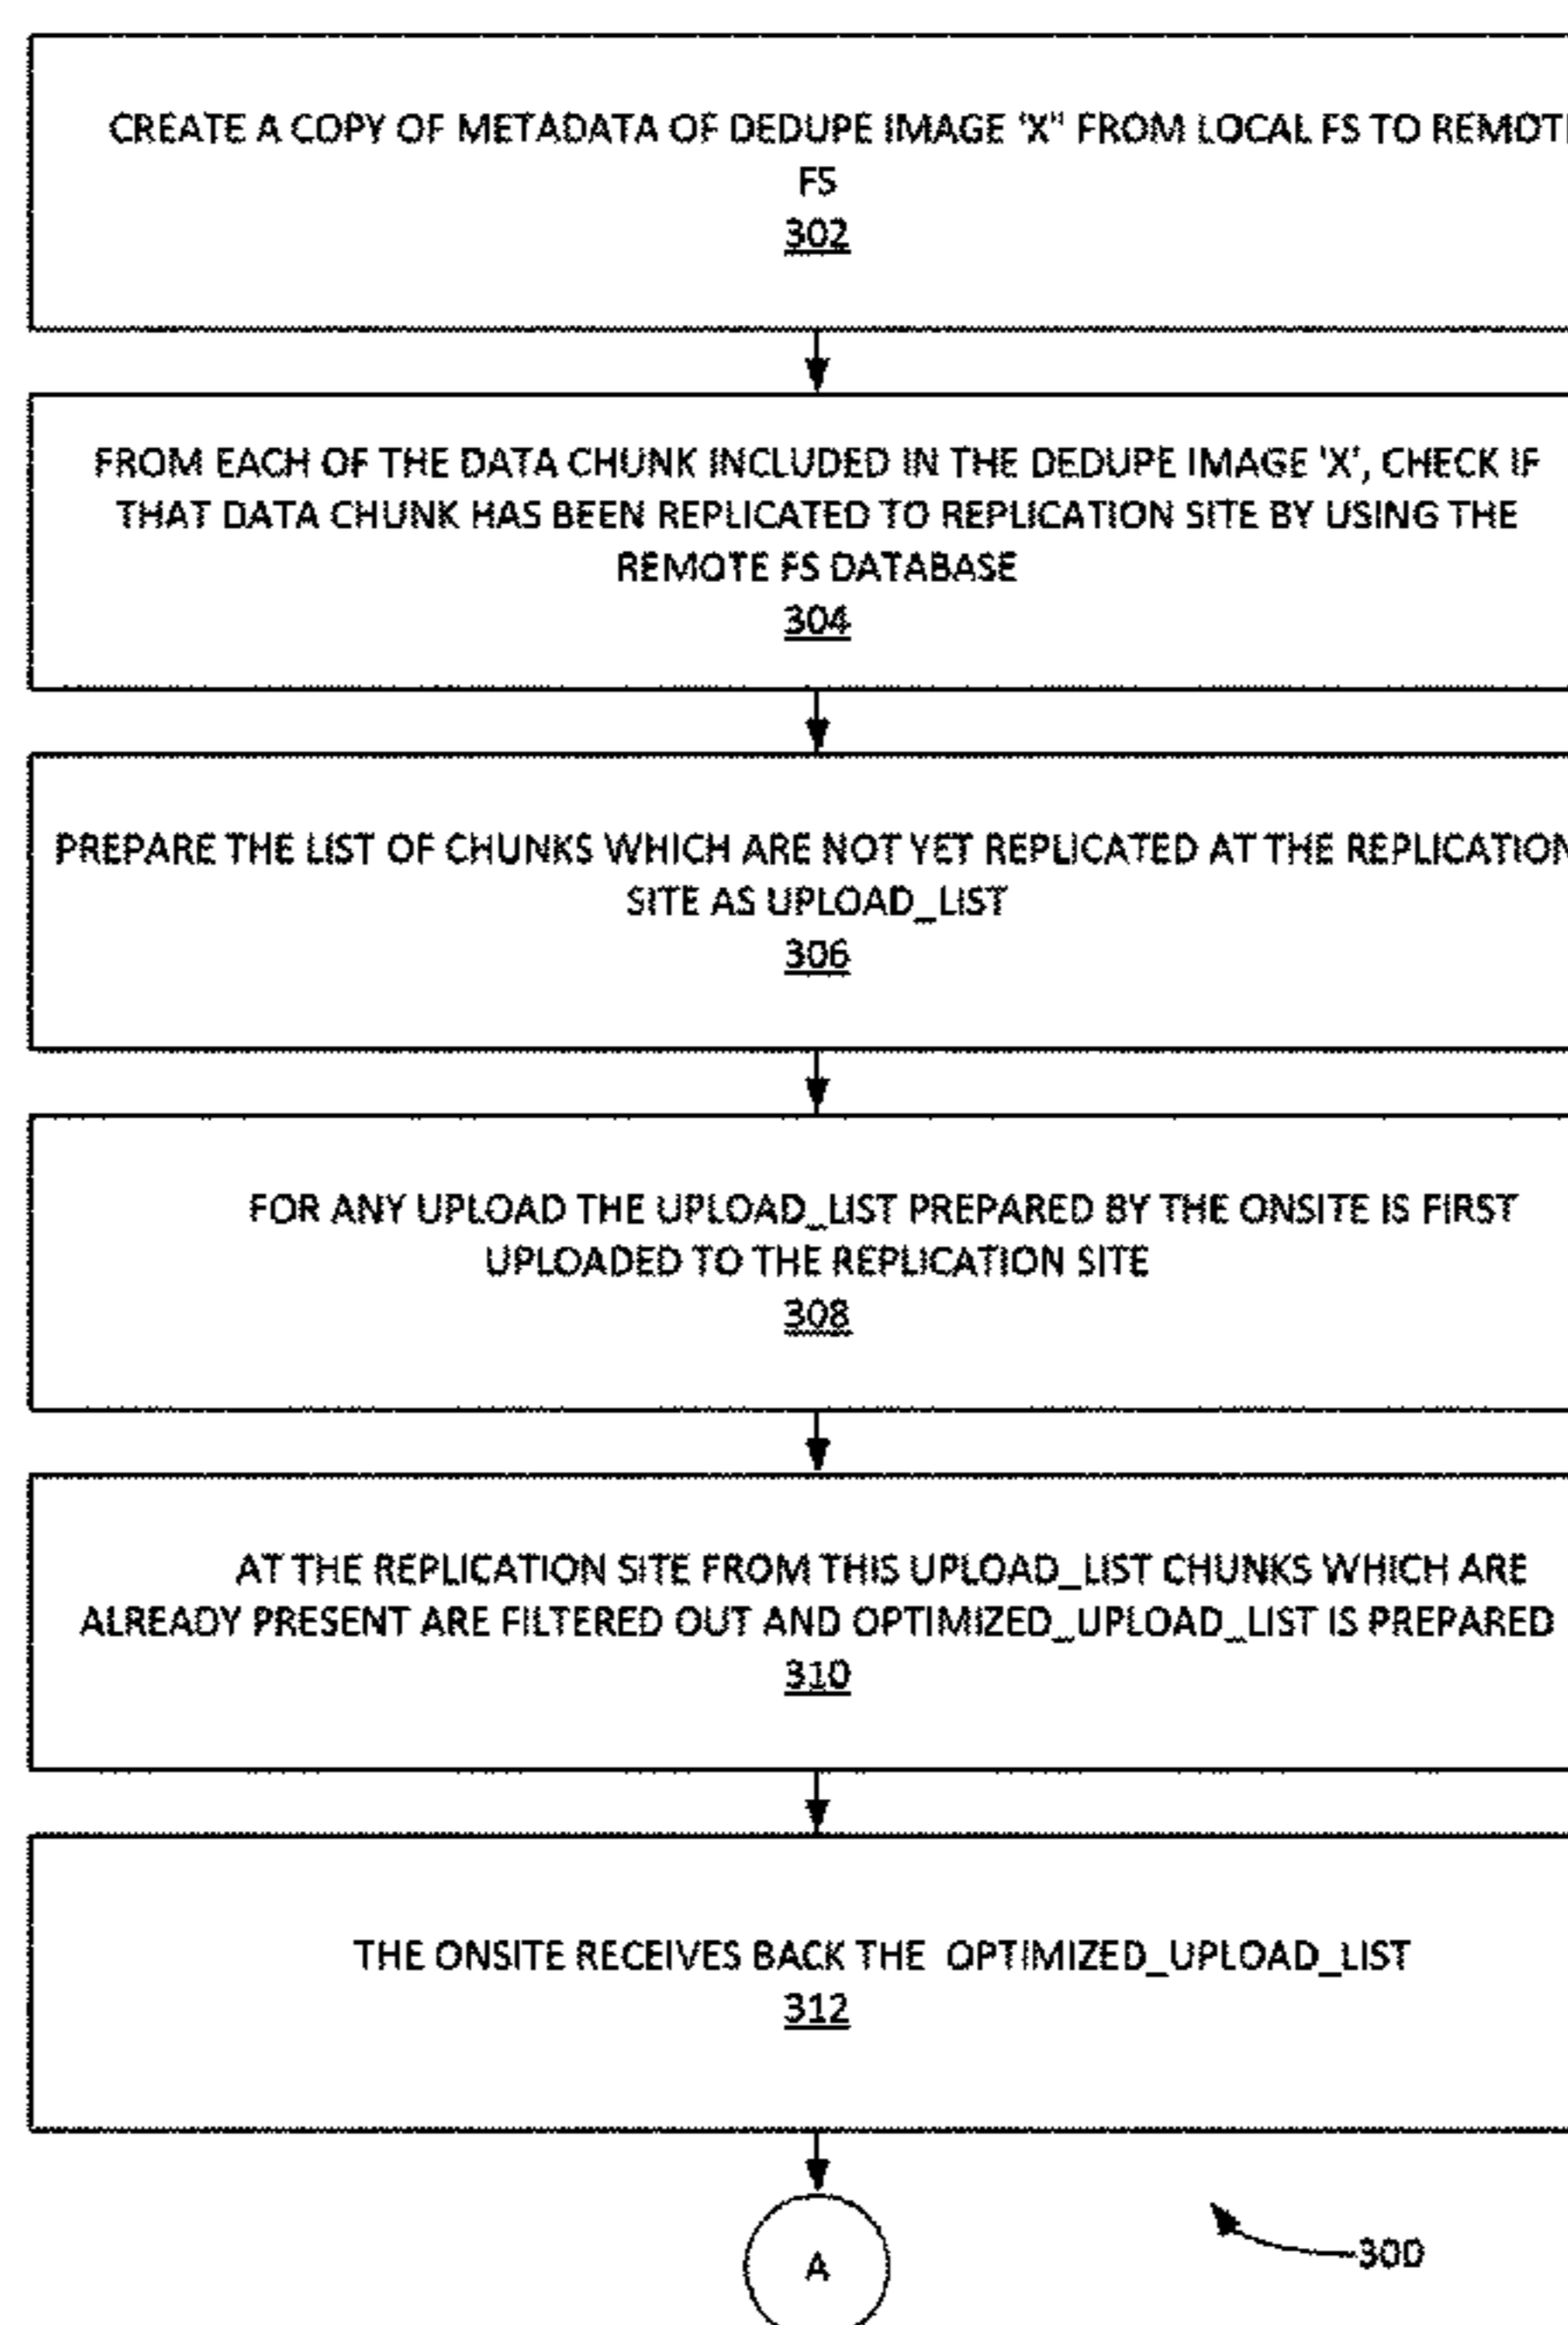 CREATE A COPY OF METADATA OF DEDUPE IMAGE 'X" FROM LOCAL FS TO REMOTE
FS
302
FROM EACH OF THE DATA CHUNK INCLUDED IN THE DEDUPE IMAGE 'X', CHECK IF
THAT DATA CHUNK HAS BEEN REPLICATED TO REPLICATION SITE BY USING THE
REMOTE FS DATABASE
304
PREPARE THE LIST OF CHUNKS WHICH ARE NOT YET REPLICATED AT THE REPLICATION
SITE AS UPLOAD_LIST
306
FOR ANY UPLOAD THE UPLOAD_LIST PREPARED BY THE ONSITE IS FIRST
UPLOADED TO THE REPLICATION SITE
308
AT THE REPLICATION SITE FROM THIS UPLOAD_LIST CHUNKS WHICH ARE
ALREADY PRESENT ARE FILTERED OUT AND OPTIMIZED_UPLOAD_LIST IS PREPARED
310
THE ONSITE RECEIVES BACK THE OPTIMIZED_UPLOAD_LIST
312
A
300